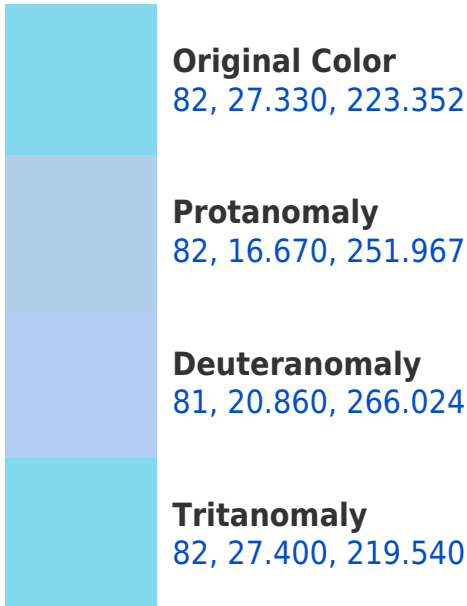 Original Color
82, 27.330, 223.352
Protanomaly
82, 16.670, 251.967
Deuteranomaly
81, 20.860, 266.024
Tritanomaly
82, 27.400, 219.540